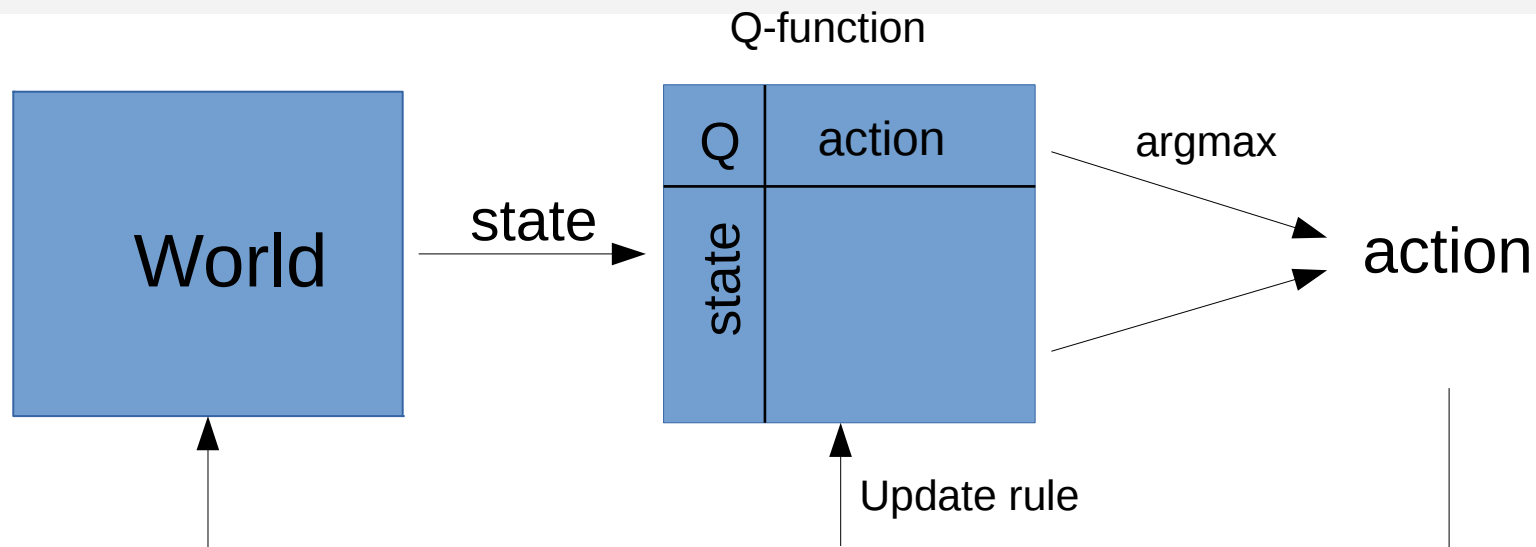 Q-function
World
state
Q
action
state
argmax
action
Update rule